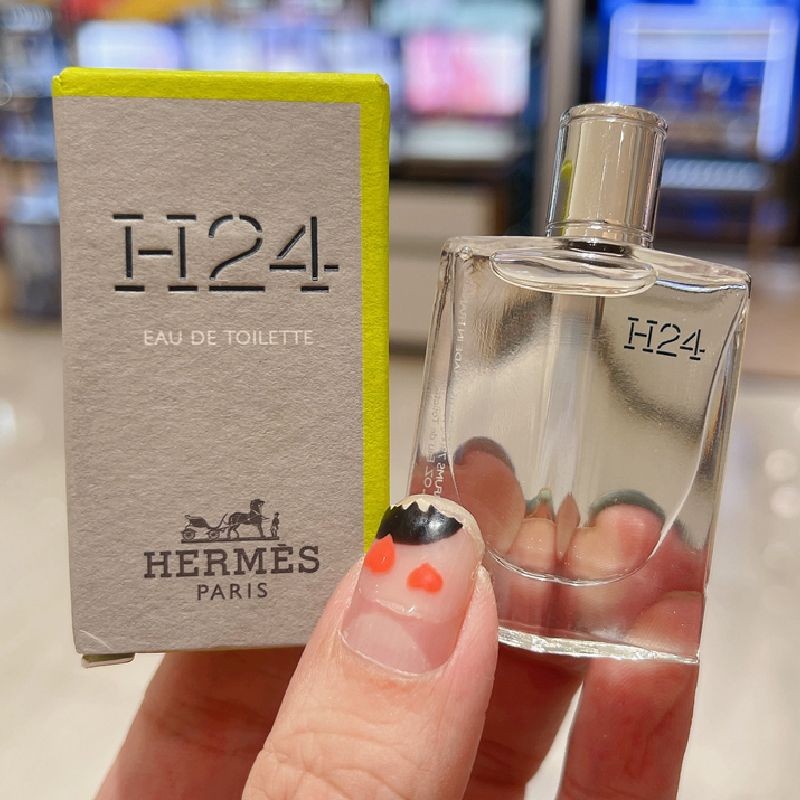 H24
EAU DE TOILETTE
HERMÈS
PARIS
H24